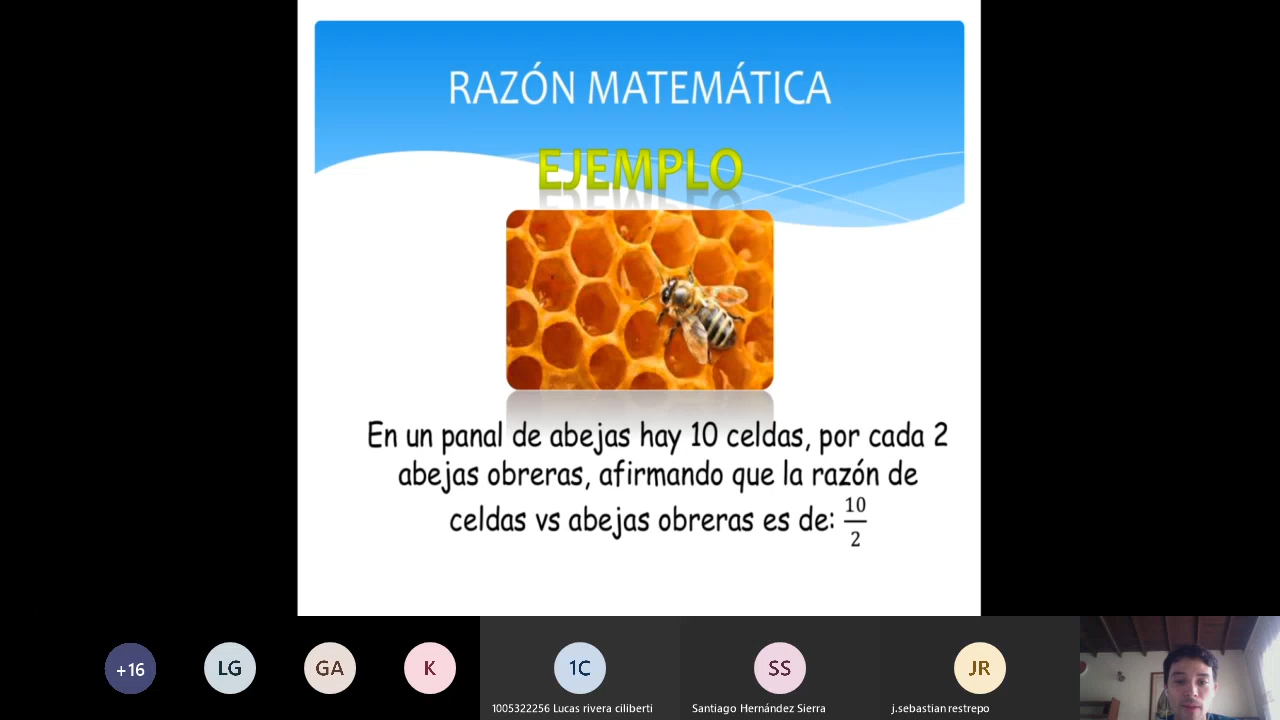 RAZÓN MATEMÁTICA
EJEMPLO
En un panal de abejas hay 10 celdas, por cada 2
abejas obreras, afirmando que la razón de
celdas vs abejas obreras es de: 10/2
+16
LG
GA
K
1C
SS
JR
1005322256 Lucas rivera ciliberti
Santiago Hernández Sierra
j.sebastian restrepo